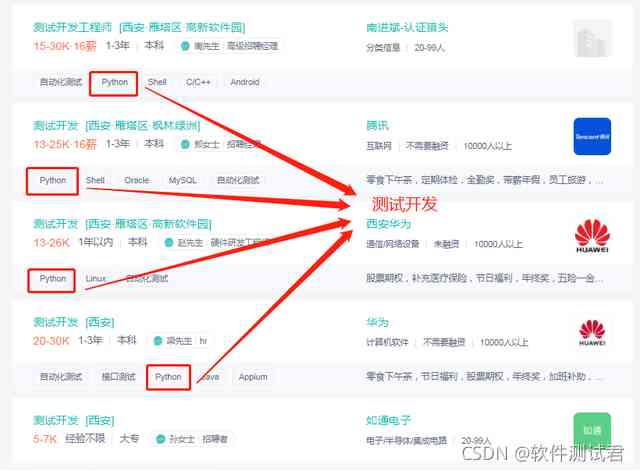 测试开发工程师 [西安·雁塔区·高新软件园]
南进斌-认证猎头
15-30K·16薪 1-3年 本科 南先生 高级招聘经理
分类信息 20-99人
自动化测试 Python Shell C/C++ Android
测试开发 [西安·雁塔区·枫林绿洲]
腾讯
13-25K·16薪 1-3年 本科 郭女士 招聘经理
互联网 不需要融资 10000人以上
Tencent 腾讯
Python Shell Oracle MySQL 自动化测试
零食下午茶，定期体检，全勤奖，带薪年假，员工旅游，...
测试开发
测试开发 [西安·雁塔区·高新软件园]
西安华为
13-26K 1年以内 本科 赵先生 硬件研发工程师
通信/网络设备 未融资 10000人以上
HUAWEI
Python Linux 自动化测试
股票期权，补充医疗保险，节日福利，年终奖，五险一金...
测试开发 [西安]
华为
20-30K 1-3年 本科 梁先生 hr
计算机软件 不需要融资 10000人以上
HUAWEI
自动化测试 接口测试 Python Java Appium
零食下午茶，节日福利，股票期权，年终奖，加班补助，...
测试开发 [西安]
如通电子
5-7K 经验不限 大专 孙女士 招聘者
电子/半导体/集成电路 20-99人
如通
CSDN @软件测试君